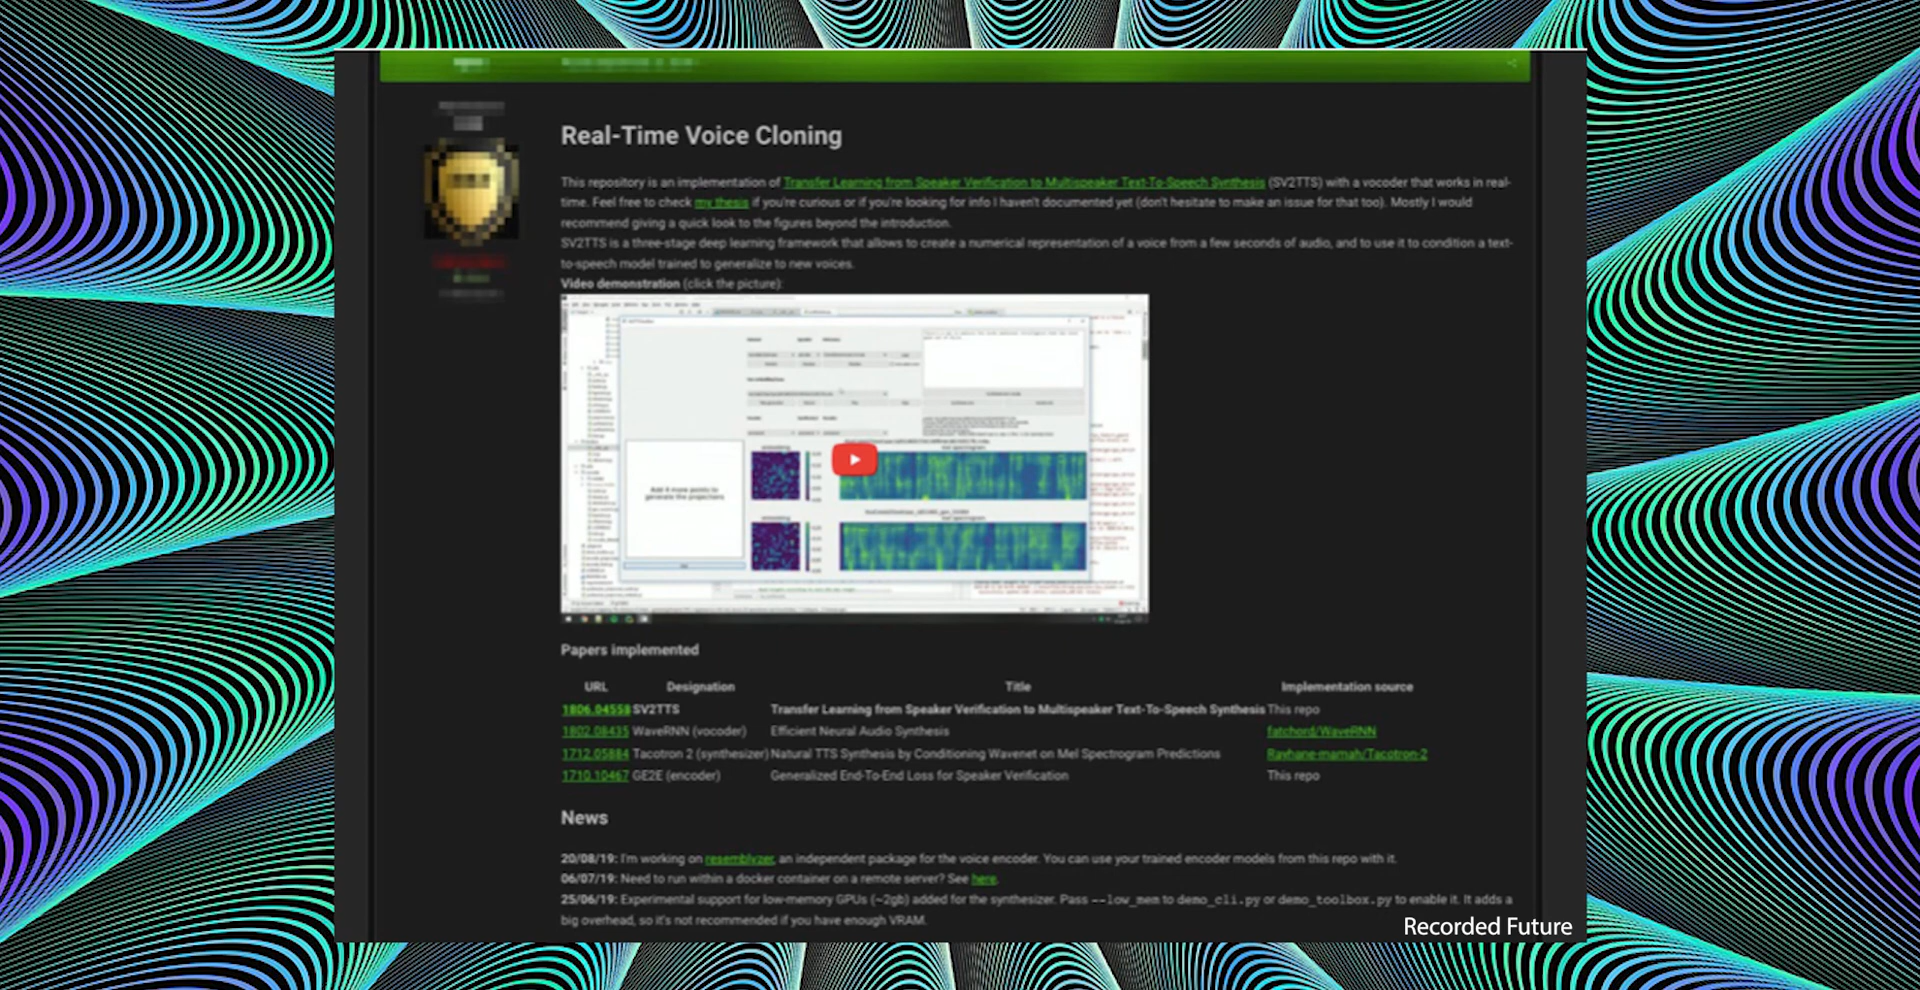 Real-Time Voice Cloning
This repository is an implementation of Transfer Learning from Speaker Verification to Multispeaker Text-To-Speech Synthesis (SV2TTS) with a vocoder that works in real-
time. Feel free to check my thesis if you're curious or if you're looking for info I haven't documented yet (don't hesitate to make an issue for that too). Mostly I would
recommend giving a quick look to the figures beyond the introduction.
SV2TTS is a three-stage deep learning framework that allows to create a numerical representation of a voice from a few seconds of audio, and to use it to condition a text-
to-speech model trained to generalize to new voices.
Video demonstration (click the picture):
Add 4 more points to
generate the projections
Papers implemented
URL Designation Title Implementation source
1806.04558 SV2TTS Transfer Learning from Speaker Verification to Multispeaker Text-To-Speech Synthesis This repo
1802.08435 WaveRNN (vocoder) Efficient Neural Audio Synthesis fatchord/WaveRNN
1712.05884 Tacotron 2 (synthesizer) Natural TTS Synthesis by Conditioning Wavenet on Mel Spectrogram Predictions Rayhane-mamah/Tacotron-2
1710.10467 GE2E (encoder) Generalized End-To-End Loss for Speaker Verification This repo
News
20/08/19: I'm working on resemblyzer, an independent package for the voice encoder. You can use your trained encoder models from this repo with it.
06/07/19: Need to run within a docker container on a remote server? See here.
25/06/19: Experimental support for low-memory GPUs (~2gb) added for the synthesizer. Pass --low_mem to demo_cli.py or demo_toolbox.py to enable it. It adds a
big overhead, so it's not recommended if you have enough VRAM.
Recorded Future